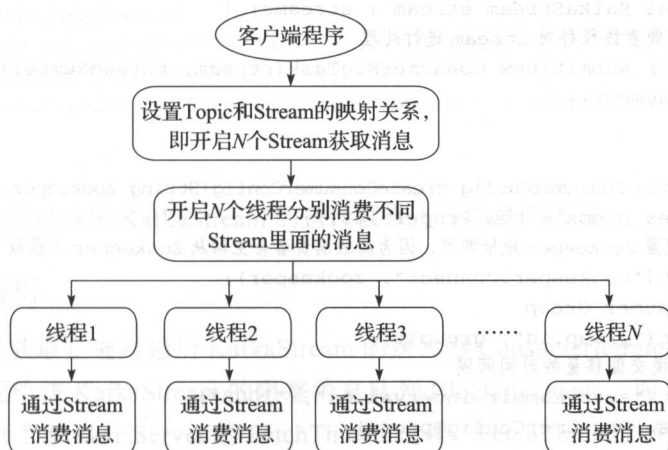 客户端程序
设置Topic和Stream的映射关系，
即开启N个Stream获取消息
开启N个线程分别消费不同
Stream里面的消息
线程1
线程2
线程3
……
线程N
通过Stream
消费消息
通过Stream
消费消息
通过Stream
消费消息
通过Stream
消费消息